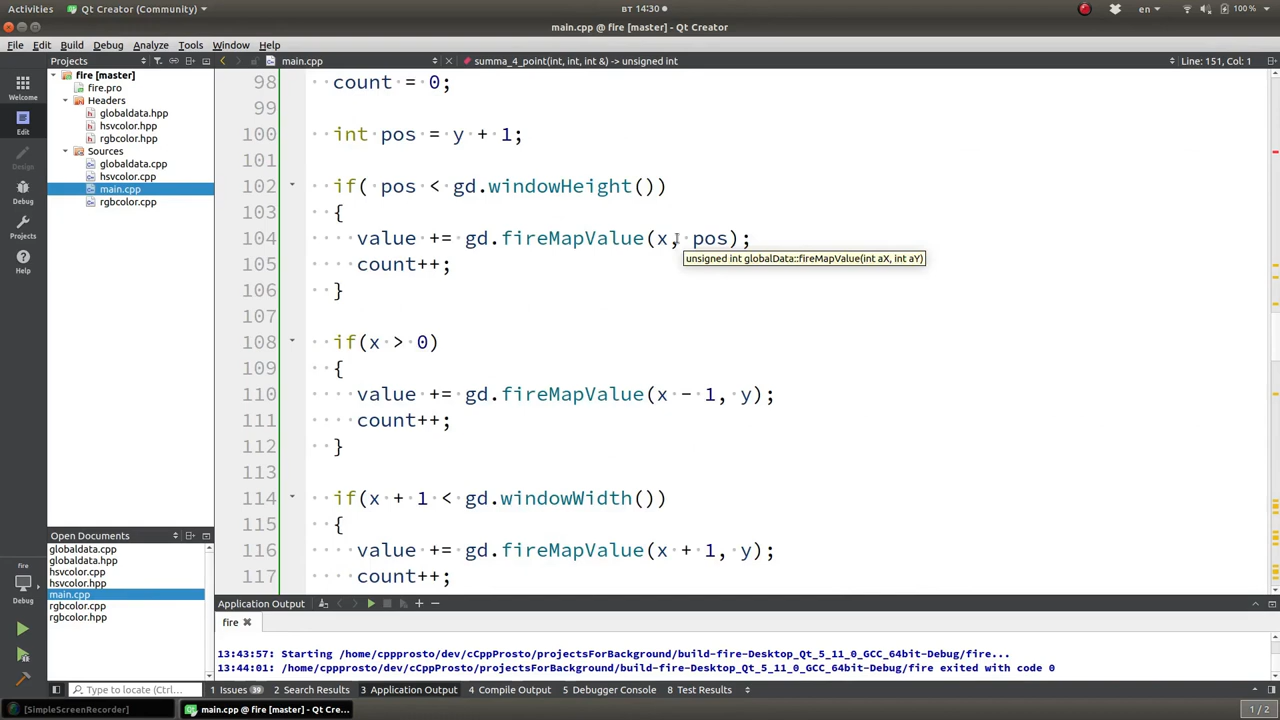 Activities
Qt Creator (Community)
вт 14:30
en
100 %
main.cpp @ fire [master] - Qt Creator
File Edit Build Debug Analyze Tools Window Help
Projects
main.cpp
summa_4_point(int, int, int &) -> unsigned int
Line: 151, Col: 1
Welcome
Edit
Design
Debug
Projects
Help
fire [master]
fire.pro
Headers
globaldata.hpp
hsvcolor.hpp
rgbcolor.hpp
Sources
globaldata.cpp
hsvcolor.cpp
main.cpp
rgbcolor.cpp
98 count = 0;
99
100 int pos = y + 1;
101
102 if( pos < gd.windowHeight())
103 {
104 value += gd.fireMapValue(x, pos);
unsigned int globalData::fireMapValue(int aX, int aY)
105 count++;
106 }
107
108 if(x > 0)
109 {
110 value += gd.fireMapValue(x - 1, y);
111 count++;
112 }
113
114 if(x + 1 < gd.windowWidth())
115 {
116 value += gd.fireMapValue(x + 1, y);
117 count++;
Open Documents
globaldata.cpp
globaldata.hpp
hsvcolor.cpp
hsvcolor.hpp
main.cpp
rgbcolor.cpp
rgbcolor.hpp
fire
Debug
Application Output
fire
13:43:57: Starting /home/cppprosto/dev/cCppProsto/projectsForBackground/build-fire-Desktop_Qt_5_11_0_GCC_64bit-Debug/fire...
13:44:01: /home/cppprosto/dev/cCppProsto/projectsForBackground/build-fire-Desktop_Qt_5_11_0_GCC_64bit-Debug/fire exited with code 0
Type to locate (Ctrl...
1 Issues 39
2 Search Results
3 Application Output
4 Compile Output
5 Debugger Console
8 Test Results
[SimpleScreenRecorder]
main.cpp @ fire [master] - Qt Cre...
1 / 2